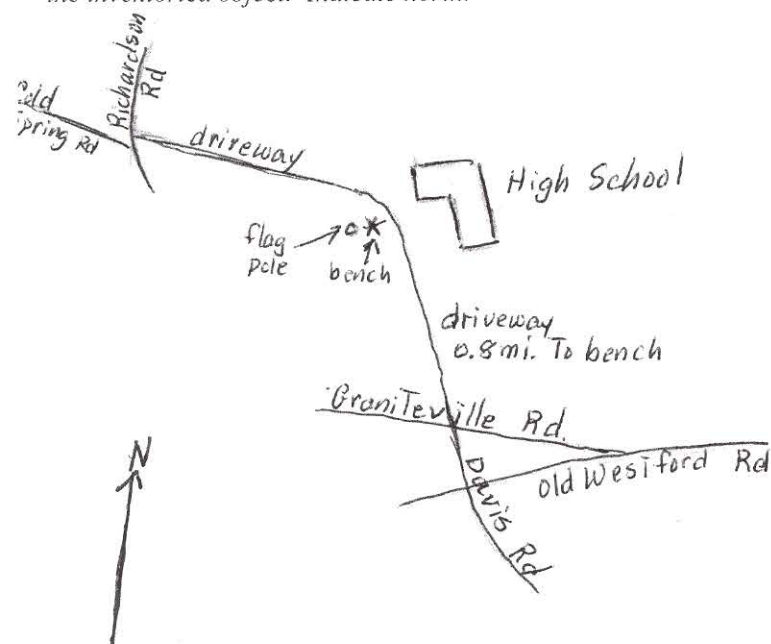 Richardson
Rd
Spring Rd
driveway
High School
flag
pole
bench
driveway
0.8 mi. To bench
Graniteville Rd.
Old Westford Rd
Davis Rd
N